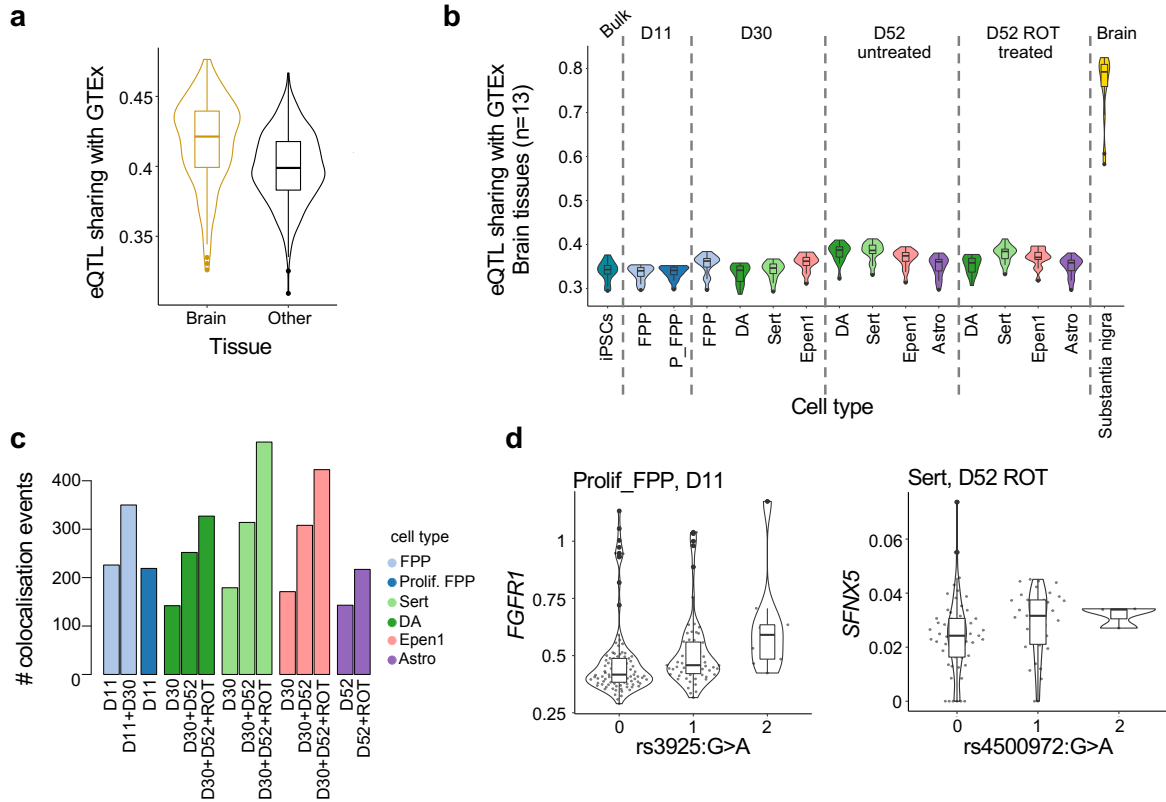 a
eQTL sharing with GTEx
0.45
0.4
0.35
Brain
Other
Tissue
b
eQTL sharing with GTEx
Brain tissues (n=13)
0.8
0.7
0.6
0.5
0.4
0.3
Bulk
D11
D30
D52
untreated
D52 ROT
treated
Brain
iPSCs
FPP
P_FPP
FPP
DA
Sert
Epen1
DA
Sert
Epen1
Astro
DA
Sert
Epen1
Astro
Substantia nigra
Cell type
c
# colocalisation events
400
300
200
100
0
D11
D11+D30
D11
D30
D30+D52
D30+D52+ROT
D30
D30+D52
D30+D52+ROT
D30
D30+D52
D30+D52+ROT
D52
D52+ROT
cell type
FPP
Prolif. FPP
Sert
DA
Epen1
Astro
d
Prolif_FPP, D11
FGFR1
1
0.75
0.5
0.25
0
1
2
rs3925:G>A
Sert, D52 ROT
SFNX5
0.06
0.04
0.02
0
0
1
2
rs4500972:G>A